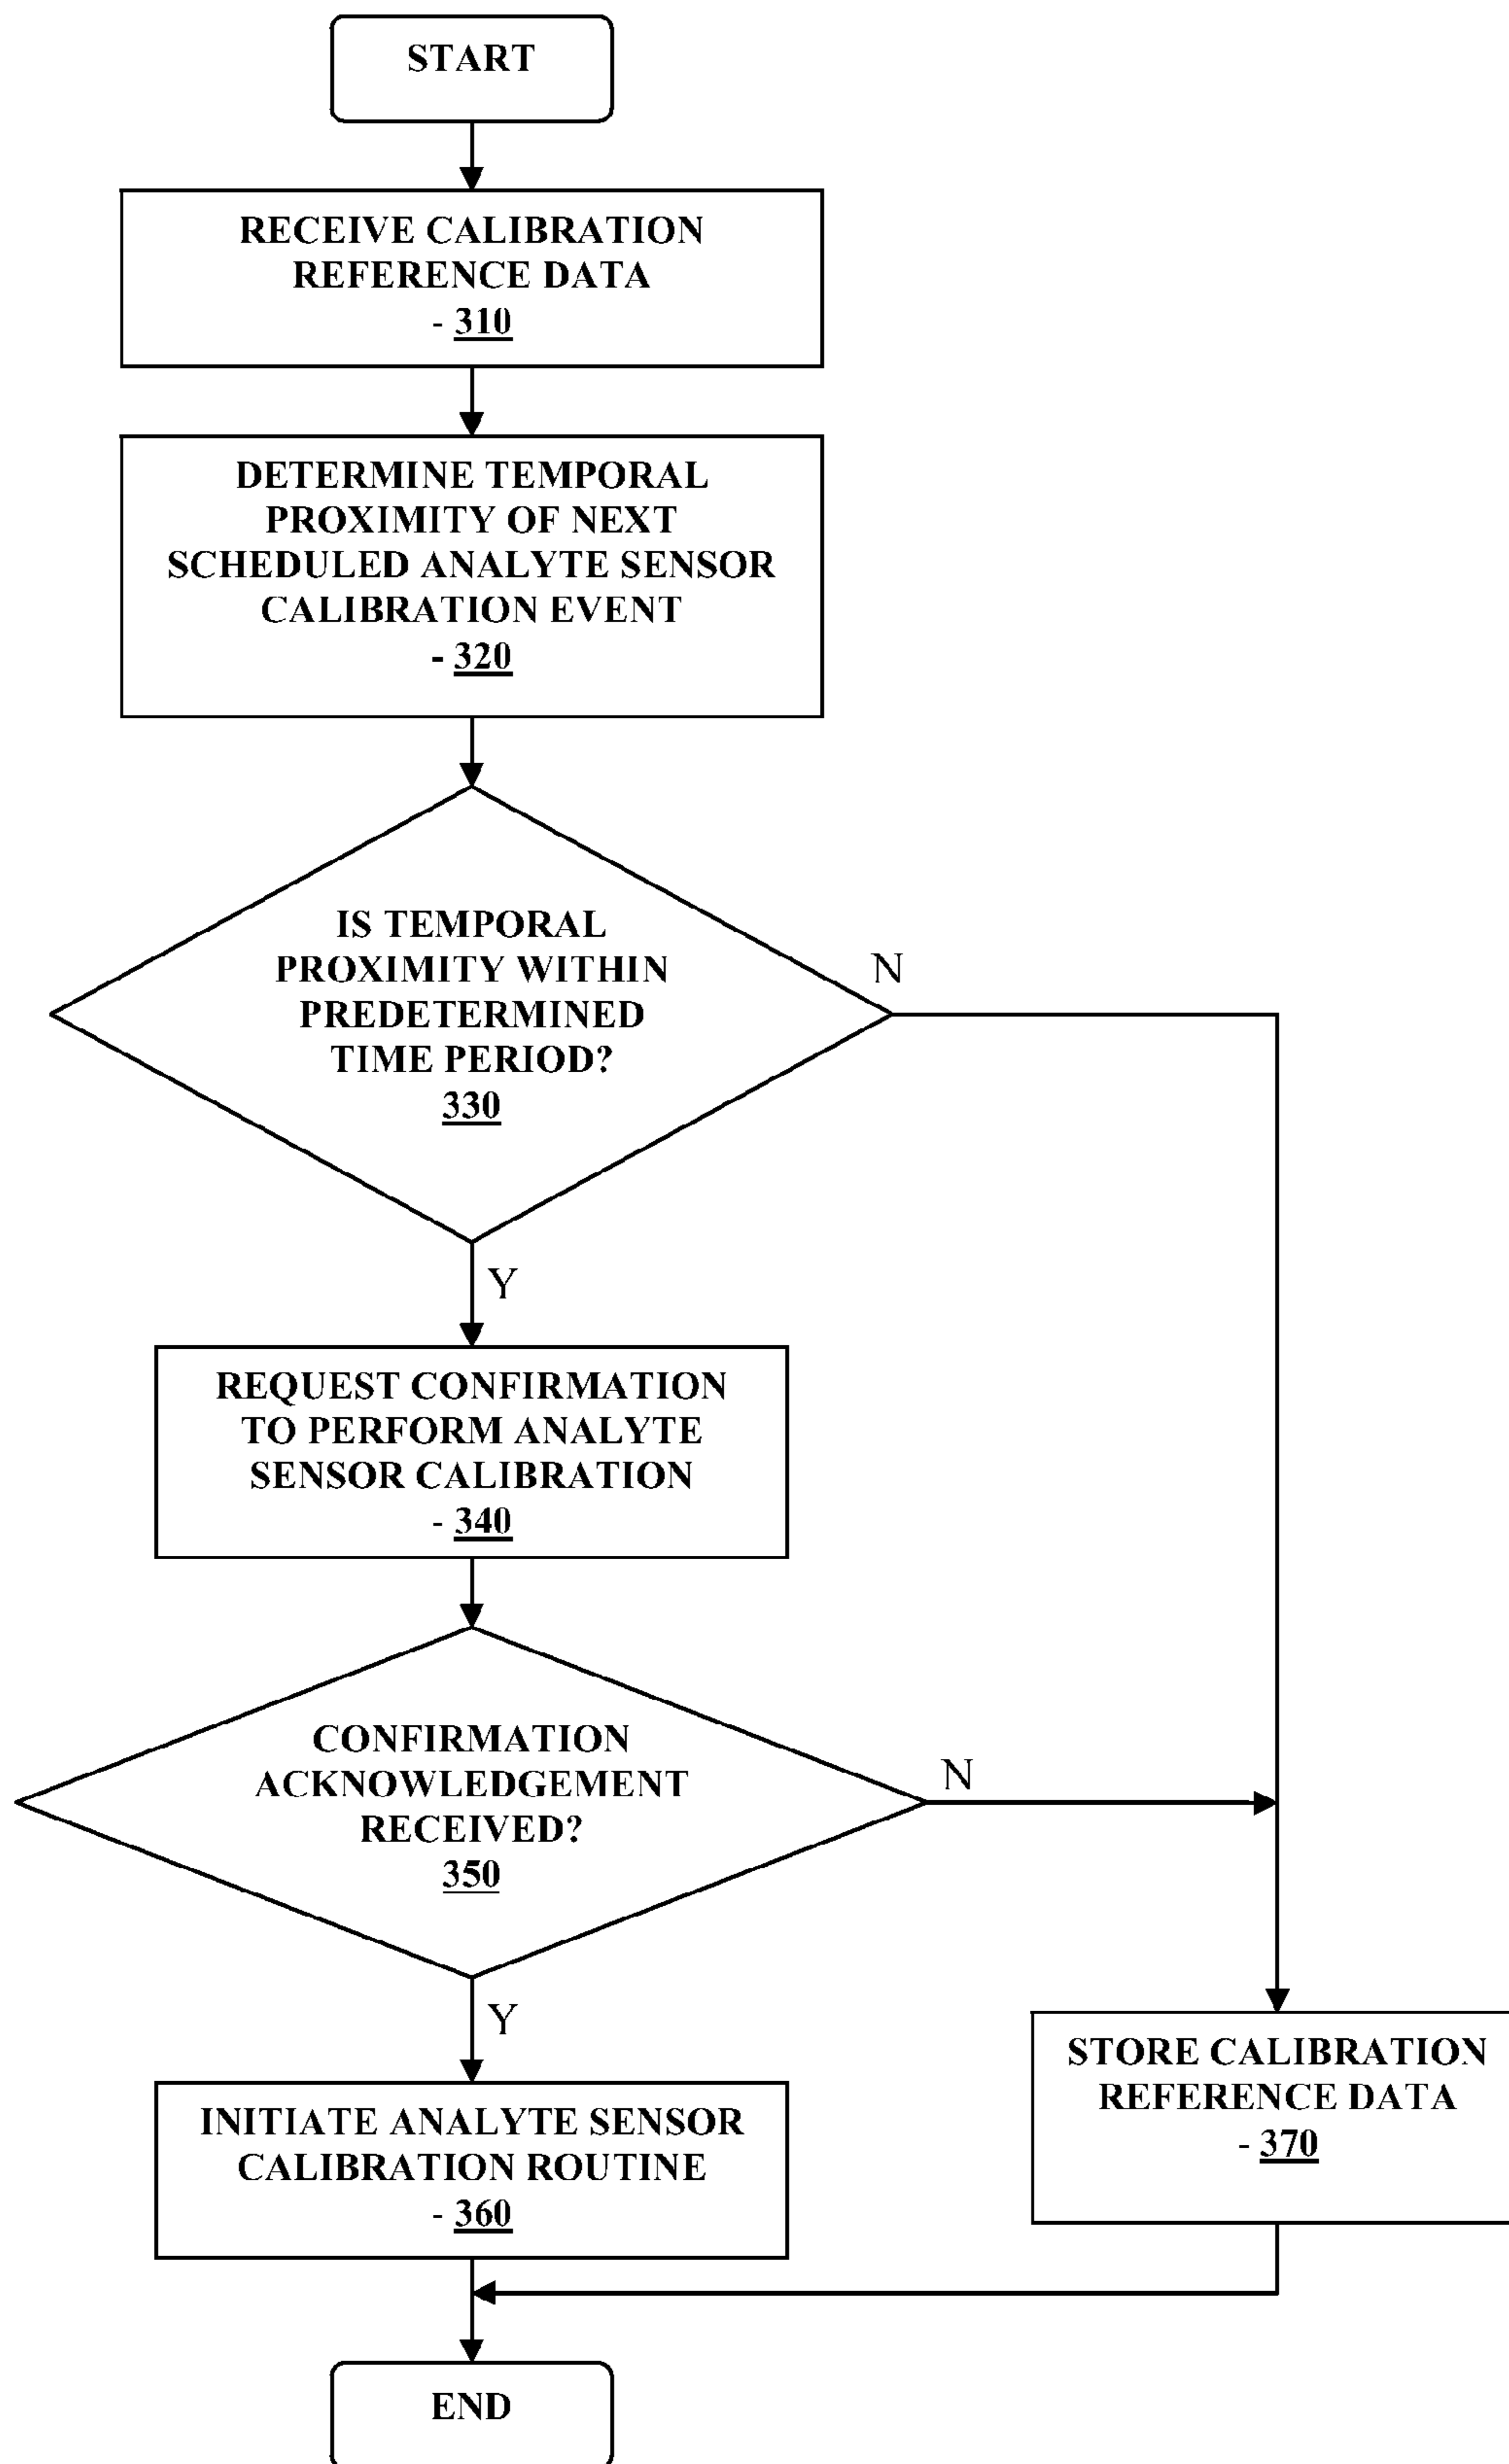 START
RECEIVE CALIBRATION
REFERENCE DATA
- 310
DETERMINE TEMPORAL
PROXIMITY OF NEXT
SCHEDULED ANALYTE SENSOR
CALIBRATION EVENT
- 320
IS TEMPORAL
PROXIMITY WITHIN
PREDETERMINED
TIME PERIOD?
330
N
Y
REQUEST CONFIRMATION
TO PERFORM ANALYTE
SENSOR CALIBRATION
- 340
CONFIRMATION
ACKNOWLEDGEMENT
RECEIVED?
350
N
Y
INITIATE ANALYTE SENSOR
CALIBRATION ROUTINE
- 360
STORE CALIBRATION
REFERENCE DATA
- 370
END